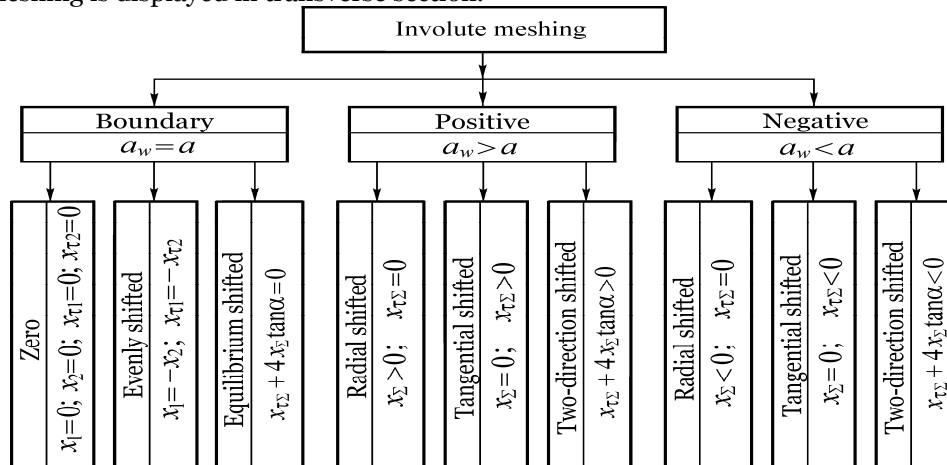 meshing is displayed in transverse section.
Involute meshing
Boundary
a_w = a
Positive
a_w > a
Negative
a_w < a
Zero
x_1=0; x_2=0; x_τ1=0; x_τ2=0
Evenly shifted
x_1=−x_2; x_τ1=−x_τ2
Equilibrium shifted
x_τΣ + 4x_Σ tanα=0
Radial shifted
x_Σ>0; x_τΣ=0
Tangential shifted
x_Σ=0; x_τΣ>0
Two-direction shifted
x_τΣ + 4x_Σ tanα>0
Radial shifted
x_Σ<0; x_τΣ=0
Tangential shifted
x_Σ=0; x_τΣ<0
Two-direction shifted
x_τΣ + 4x_Σ tanα<0